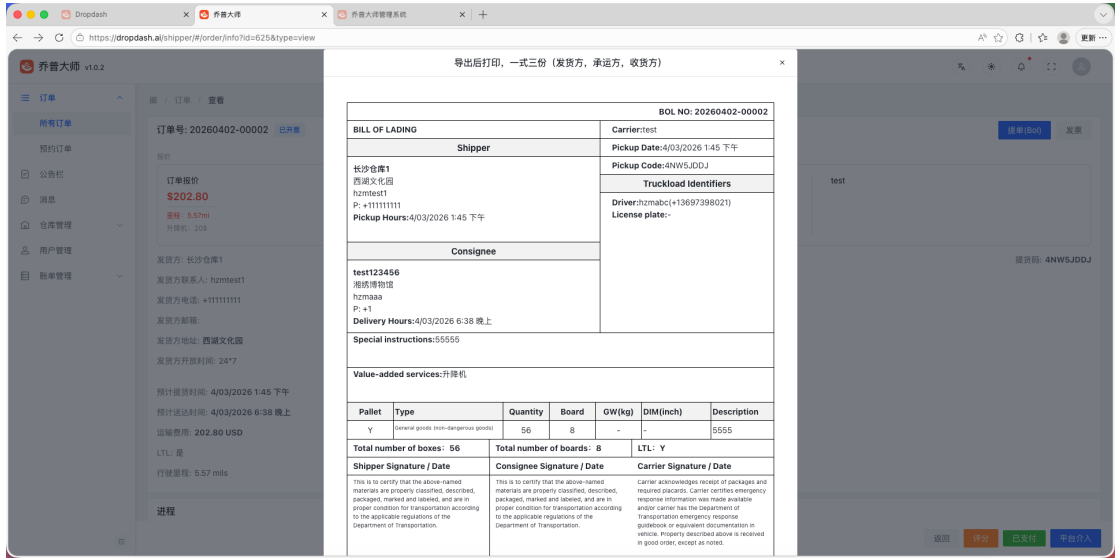 Dropdash
乔普大师
乔普大师管理系统
https://dropdash.ai/shipper/#/order/info?id=625&type=view
更新
乔普大师 v1.0.2
订单
所有订单
预约订单
公告栏
消息
仓库管理
用户管理
账单管理
订单 / 查看
订单号: 20260402-00002 已开票
提单(Bol)
发票
报价
订单报价
$202.80
里程: 5.57mi
升降机: 20$
test
发货方: 长沙仓库1
提货码: 4NW5JDDJ
发货方联系人: hzmtest1
发货方电话: +111111111
发货方邮箱:
发货方地址: 西湖文化园
发货方开放时间: 24*7
预计提货时间: 4/03/2026 1:45 下午
预计送达时间: 4/03/2026 6:38 晚上
运输费用: 202.80 USD
LTL: 是
行驶里程: 5.57 mils
进程
返回
评分
已支付
平台介入
导出后打印，一式三份（发货方，承运方，收货方）
BOL NO: 20260402-00002
BILL OF LADING
Carrier:test
Shipper
Pickup Date:4/03/2026 1:45 下午
长沙仓库1
西湖文化园
hzmtest1
P: +111111111
Pickup Hours:4/03/2026 1:45 下午
Pickup Code:4NW5JDDJ
Truckload Identifiers
Driver:hzmabc(+13697398021)
License plate:-
Consignee
test123456
湘绣博物馆
hzmaaa
P: +1
Delivery Hours:4/03/2026 6:38 晚上
Special instructions:55555
Value-added services:升降机
Pallet Type Quantity Board GW(kg) DIM(inch) Description
Y General goods (non-dangerous goods) 56 8 - - 5555
Total number of boxes: 56 Total number of boards: 8 LTL: Y
Shipper Signature / Date
This is to certify that the above-named
materials are properly classified, described,
packaged, marked and labeled, and are in
proper condition for transportation according
to the applicable regulations of the
Department of Transportation.
Consignee Signature / Date
This is to certify that the above-named
materials are properly classified, described,
packaged, marked and labeled, and are in
proper condition for transportation according
to the applicable regulations of the
Department of Transportation.
Carrier Signature / Date
Carrier acknowledges receipt of packages and
required placards. Carrier certifies emergency
response information was made available
and/or carrier has the Department of
Transportation emergency response
guidebook or equivalent documentation in
vehicle. Property described above is received
in good order, except as noted.